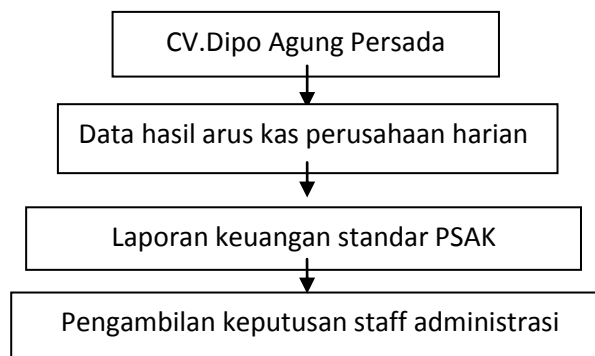 CV.Dipo Agung Persada
Data hasil arus kas perusahaan harian
Laporan keuangan standar PSAK
Pengambilan keputusan staff administrasi